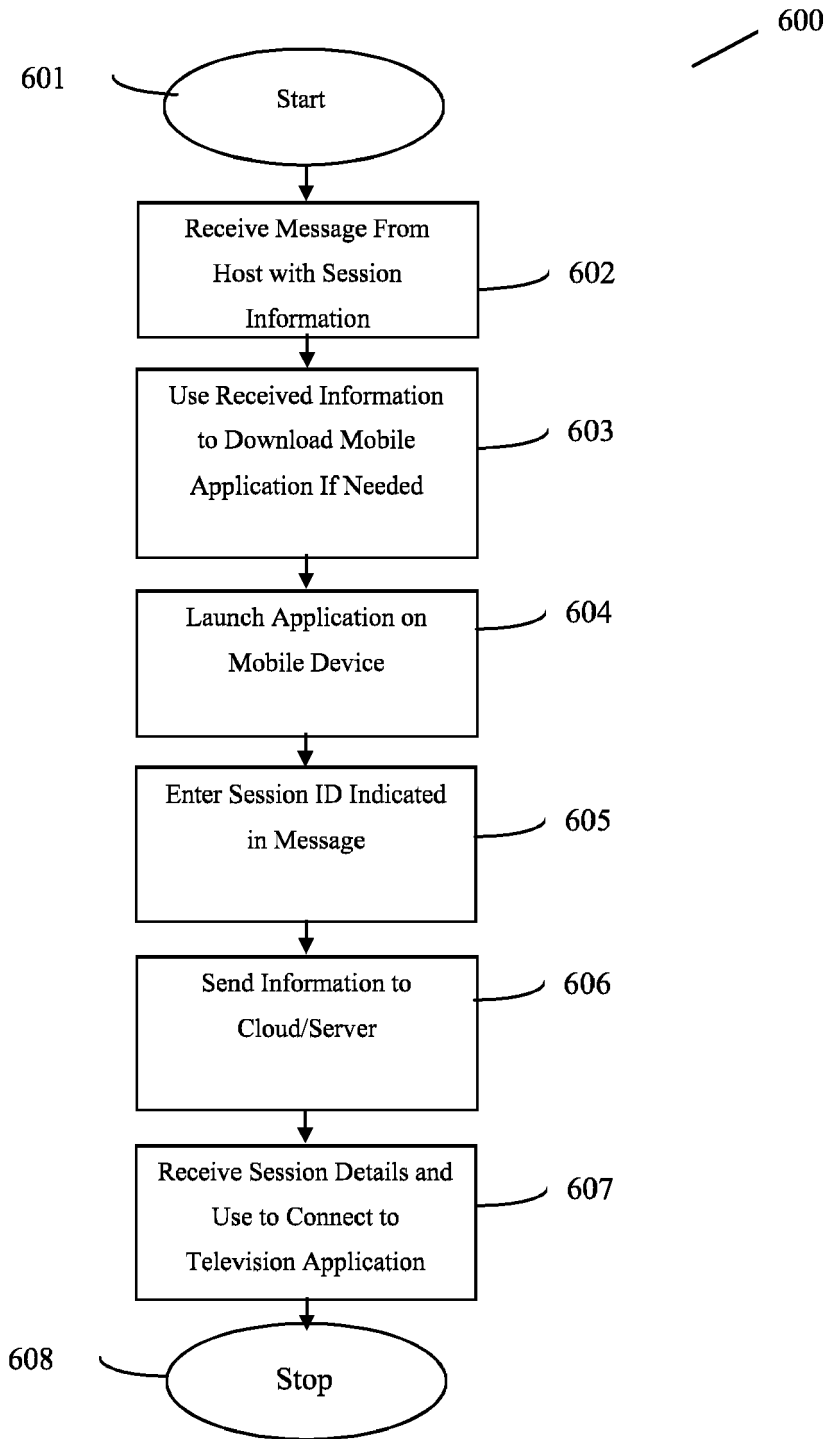 600
601
Start
Receive Message From
Host with Session
Information
602
Use Received Information
to Download Mobile
Application If Needed
603
Launch Application on
Mobile Device
604
Enter Session ID Indicated
in Message
605
Send Information to
Cloud/Server
606
Receive Session Details and
Use to Connect to
Television Application
607
608
Stop